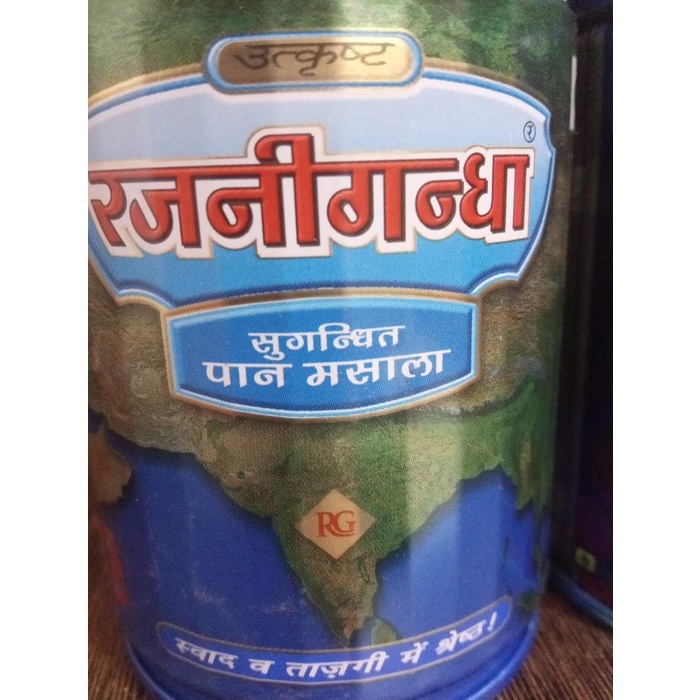 उत्कृष्ट
रजनीगन्धा
र
सुगन्धित
पान मसाला
RG
स्वाद व ताज़गी में श्रेष्ठ!